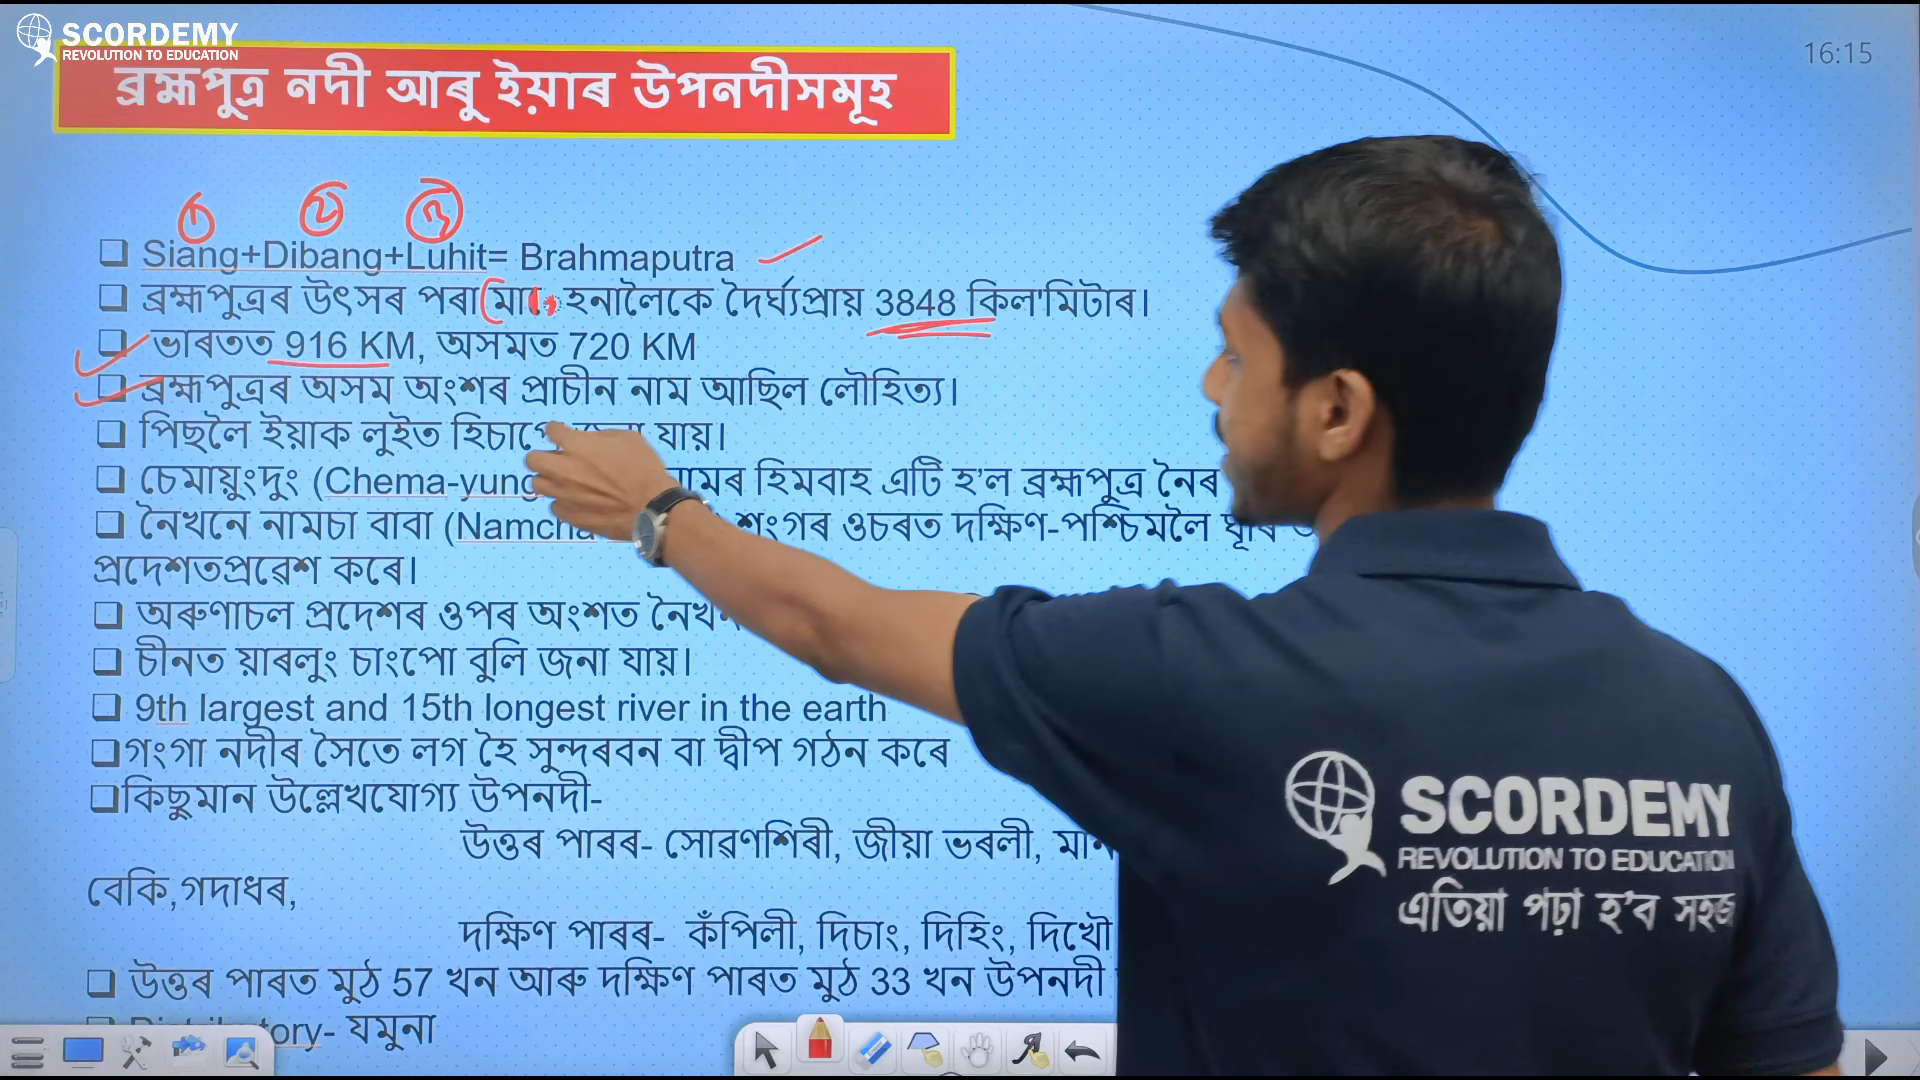 SCORDEMY
REVOLUTION TO EDUCATION
16:15
ব্ৰহ্মপুত্ৰ নদী আৰু ইয়াৰ উপনদীসমূহ
১ ২ ৩
Siang+Dibang+Luhit= Brahmaputra
ব্ৰহ্মপুত্ৰৰ উৎসৰ পৰা হনালৈকে দৈৰ্ঘ্যপ্ৰায় 3848 কিল'মিটাৰ।
ভাৰতত 916 KM, অসমত 720 KM
ব্ৰহ্মপুত্ৰৰ অসম অংশৰ প্ৰাচীন নাম আছিল লৌহিত্য।
পিছলৈ ইয়াক লুইত যায়।
চেমায়ুংদুং (Chema-yung হিমবাহ এটি হ'ল ব্ৰহ্মপুত্ৰ নৈৰ
নৈখনে নামচা বাবা (Namcha ওচৰত দক্ষিণ-পশ্চিমলৈ
প্ৰদেশতপ্ৰৱেশ কৰে।
অৰুণাচল প্ৰদেশৰ ওপৰ অংশত
চীনত য়াৰলুং চাংপো বুলি জনা যায়।
9th largest and 15th longest river in the earth
গংগা নদীৰ সৈতে লগ হৈ সুন্দৰবন বা দ্বীপ গঠন কৰে
কিছুমান উল্লেখযোগ্য উপনদী-
উত্তৰ পাৰৰ- সোৱণশিৰী, জীয়া ভৰলী,
বেকি,গদাধৰ,
দক্ষিণ পাৰৰ- কঁপিলী, দিচাং, দিহিং, দিখৌ
উত্তৰ পাৰত মুঠ 57 খন আৰু দক্ষিণ পাৰত মুঠ 33 খন উপনদী
যমুনা
SCORDEMY
REVOLUTION TO EDUCATION
এতিয়া পঢ়া হ'ব সহজ